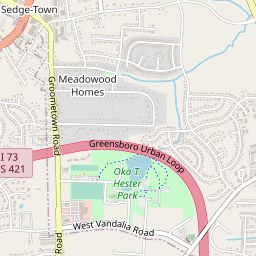 Sedge-Town
Groometown Road
Meadowood
Homes
Greensboro Urban Loop
I 73
S 421
Oka T.
Hester
Park
West Vandalia Road
Road